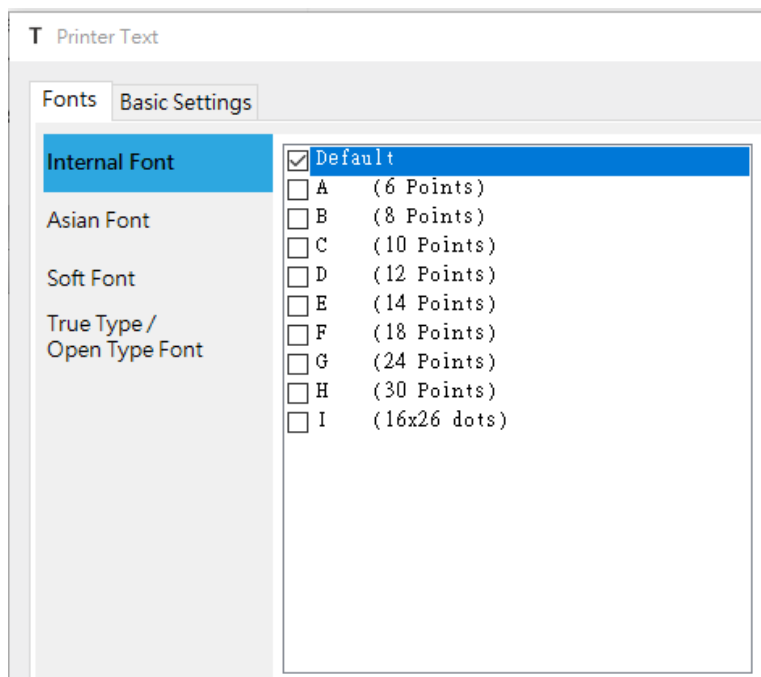 T Printer Text
Fonts Basic Settings
Internal Font
Asian Font
Soft Font
True Type /
Open Type Font
Default
A (6 Points)
B (8 Points)
C (10 Points)
D (12 Points)
E (14 Points)
F (18 Points)
G (24 Points)
H (30 Points)
I (16x26 dots)